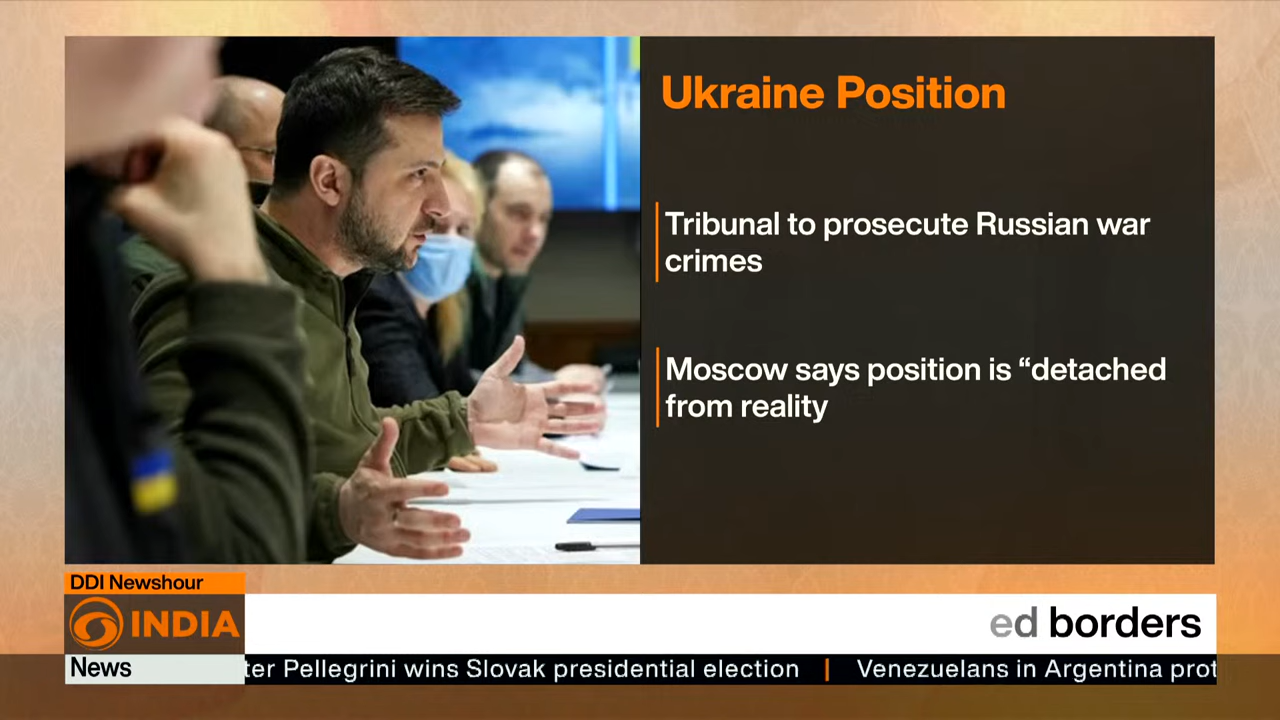 Ukraine Position
Tribunal to prosecute Russian war
crimes
Moscow says position is “detached
from reality
DDI Newshour
INDIA
ed borders
News
ter Pellegrini wins Slovak presidential election | Venezuelans in Argentina prot